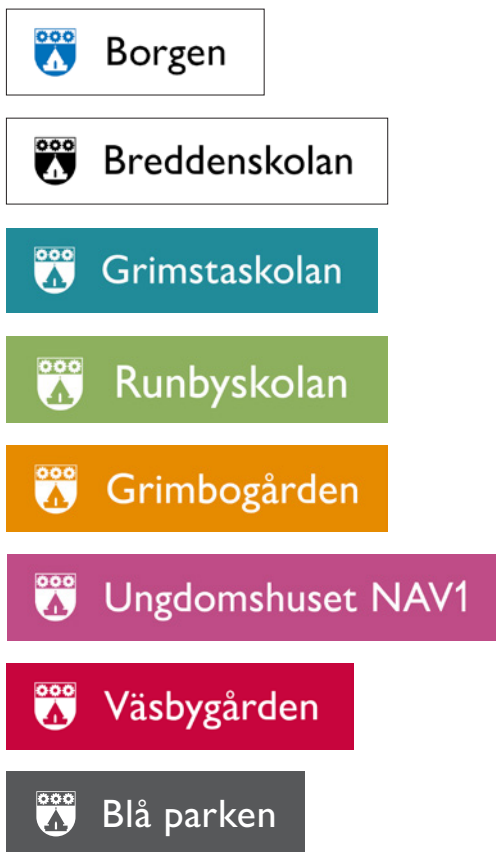 Borgen
Breddenskolan
Grimstaskolan
Runbyskolan
Grimbogården
Ungdomshuset NAV1
Väsbygården
Blå parken